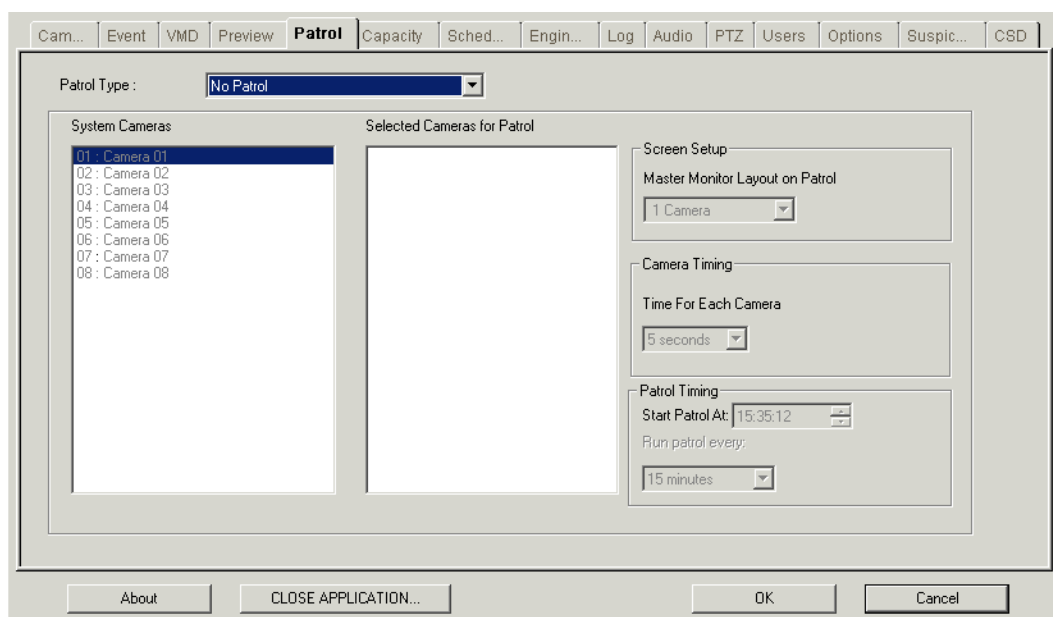 Cam... Event VMD Preview Patrol Capacity Sched... Engin... Log Audio PTZ Users Options Suspic... CSD
Patrol Type : No Patrol
System Cameras
01 : Camera 01
02 : Camera 02
03 : Camera 03
04 : Camera 04
05 : Camera 05
06 : Camera 06
07 : Camera 07
08 : Camera 08
Selected Cameras for Patrol
Screen Setup
Master Monitor Layout on Patrol
1 Camera
Camera Timing
Time For Each Camera
5 seconds
Patrol Timing
Start Patrol At: 15:35:12
Run patrol every:
15 minutes
About CLOSE APPLICATION... OK Cancel